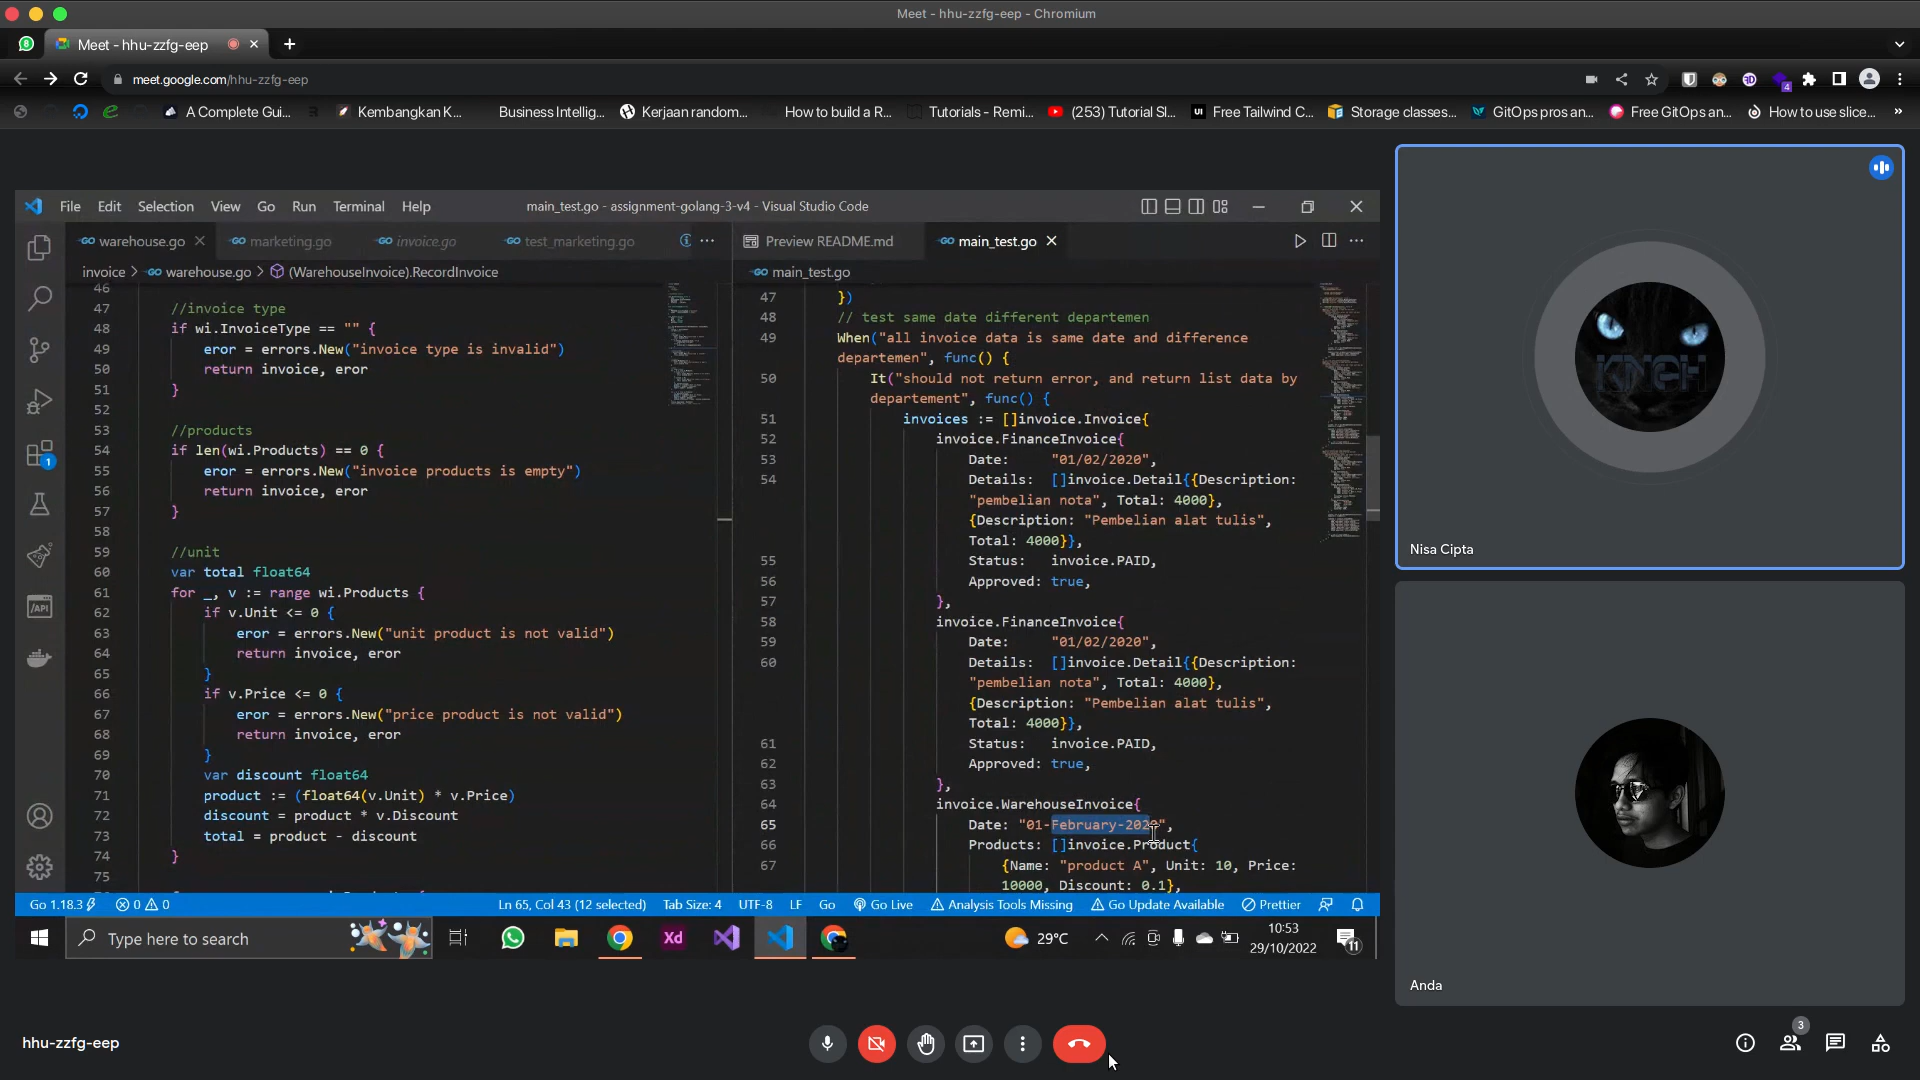 Meet - hhu-zzfg-eep - Chromium
Meet - hhu-zzfg-eep
meet.google.com/hhu-zzfg-eep
4
A Complete Gui...
Kembangkan K...
Business Intellig...
Kerjaan random...
How to build a R...
Tutorials - Remi...
(253) Tutorial Sl...
Free Tailwind C...
Storage classes...
GitOps pros an...
Free GitOps an...
How to use slice...
File Edit Selection View Go Run Terminal Help
main_test.go - assignment-golang-3-v4 - Visual Studio Code
warehouse.go
marketing.go
invoice.go
test_marketing.go
Preview README.md
main_test.go
invoice > warehouse.go > (WarehouseInvoice).RecordInvoice
46
47 //invoice type
48 if wi.InvoiceType == "" {
49 eror = errors.New("invoice type is invalid")
50 return invoice, eror
51 }
52
53 //products
54 if len(wi.Products) == 0 {
55 eror = errors.New("invoice products is empty")
56 return invoice, eror
57 }
58
59 //unit
60 var total float64
61 for _, v := range wi.Products {
62 if v.Unit <= 0 {
63 eror = errors.New("unit product is not valid")
64 return invoice, eror
65 }
66 if v.Price <= 0 {
67 eror = errors.New("price product is not valid")
68 return invoice, eror
69 }
70 var discount float64
71 product := (float64(v.Unit) * v.Price)
72 discount = product * v.Discount
73 total = product - discount
74 }
75
main_test.go
47 })
48 // test same date different departemen
49 When("all invoice data is same date and difference
departemen", func() {
50 It("should not return error, and return list data by
departement", func() {
51 invoices := []invoice.Invoice{
52 invoice.FinanceInvoice{
53 Date: "01/02/2020",
54 Details: []invoice.Detail{{Description:
"pembelian nota", Total: 4000},
{Description: "Pembelian alat tulis",
Total: 4000}},
55 Status: invoice.PAID,
56 Approved: true,
57 },
58 invoice.FinanceInvoice{
59 Date: "01/02/2020",
60 Details: []invoice.Detail{{Description:
"pembelian nota", Total: 4000},
{Description: "Pembelian alat tulis",
Total: 4000}},
61 Status: invoice.PAID,
62 Approved: true,
63 },
64 invoice.WarehouseInvoice{
65 Date: "01-February-2020",
66 Products: []invoice.Product{
67 {Name: "product A", Unit: 10, Price:
10000, Discount: 0.1},
1
Go 1.18.3
0 0
Ln 65, Col 43 (12 selected)
Tab Size: 4
UTF-8
LF
Go
Go Live
Analysis Tools Missing
Go Update Available
Prettier
Type here to search
Xd
29°C
10:53
29/10/2022
11
KNCH
Nisa Cipta
Anda
hhu-zzfg-eep
3